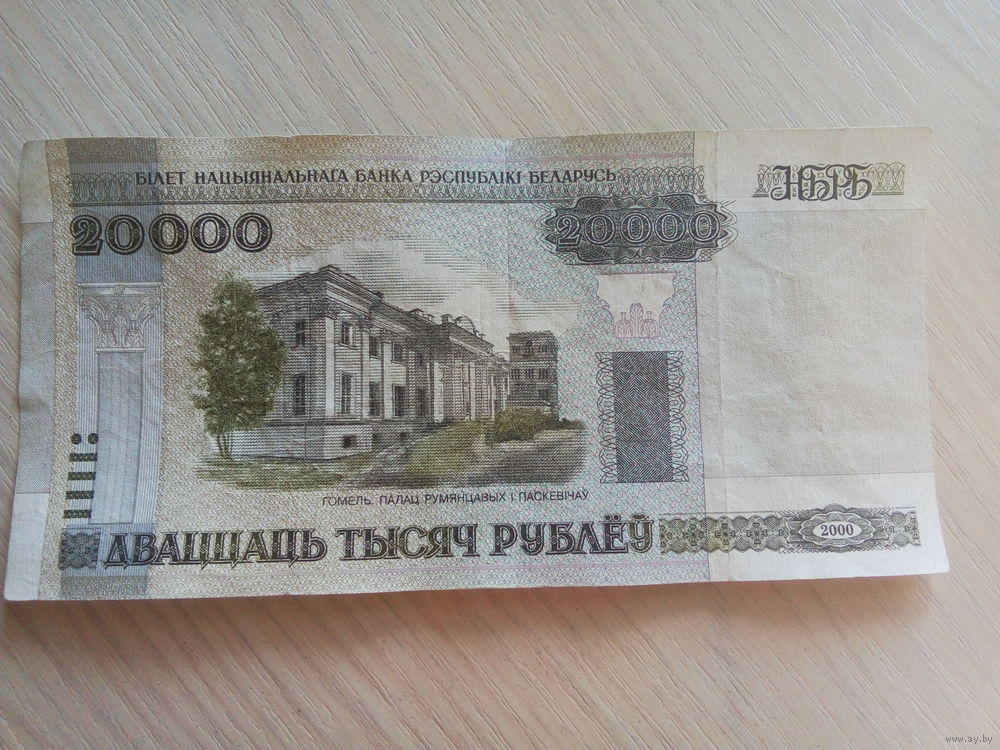 БІЛЕТ НАЦЫЯНАЛЬНАГА БАНКА РЭСПУБЛІКІ БЕЛАРУСЬ
НБРБ
20000
20000
ГОМЕЛЬ. ПАЛАЦ РУМЯНЦАВЫХ І ПАСКЕВІЧАЎ
ДВАЦЦАЦЬ ТЫСЯЧ РУБЛЁЎ
2000
www.ay.by